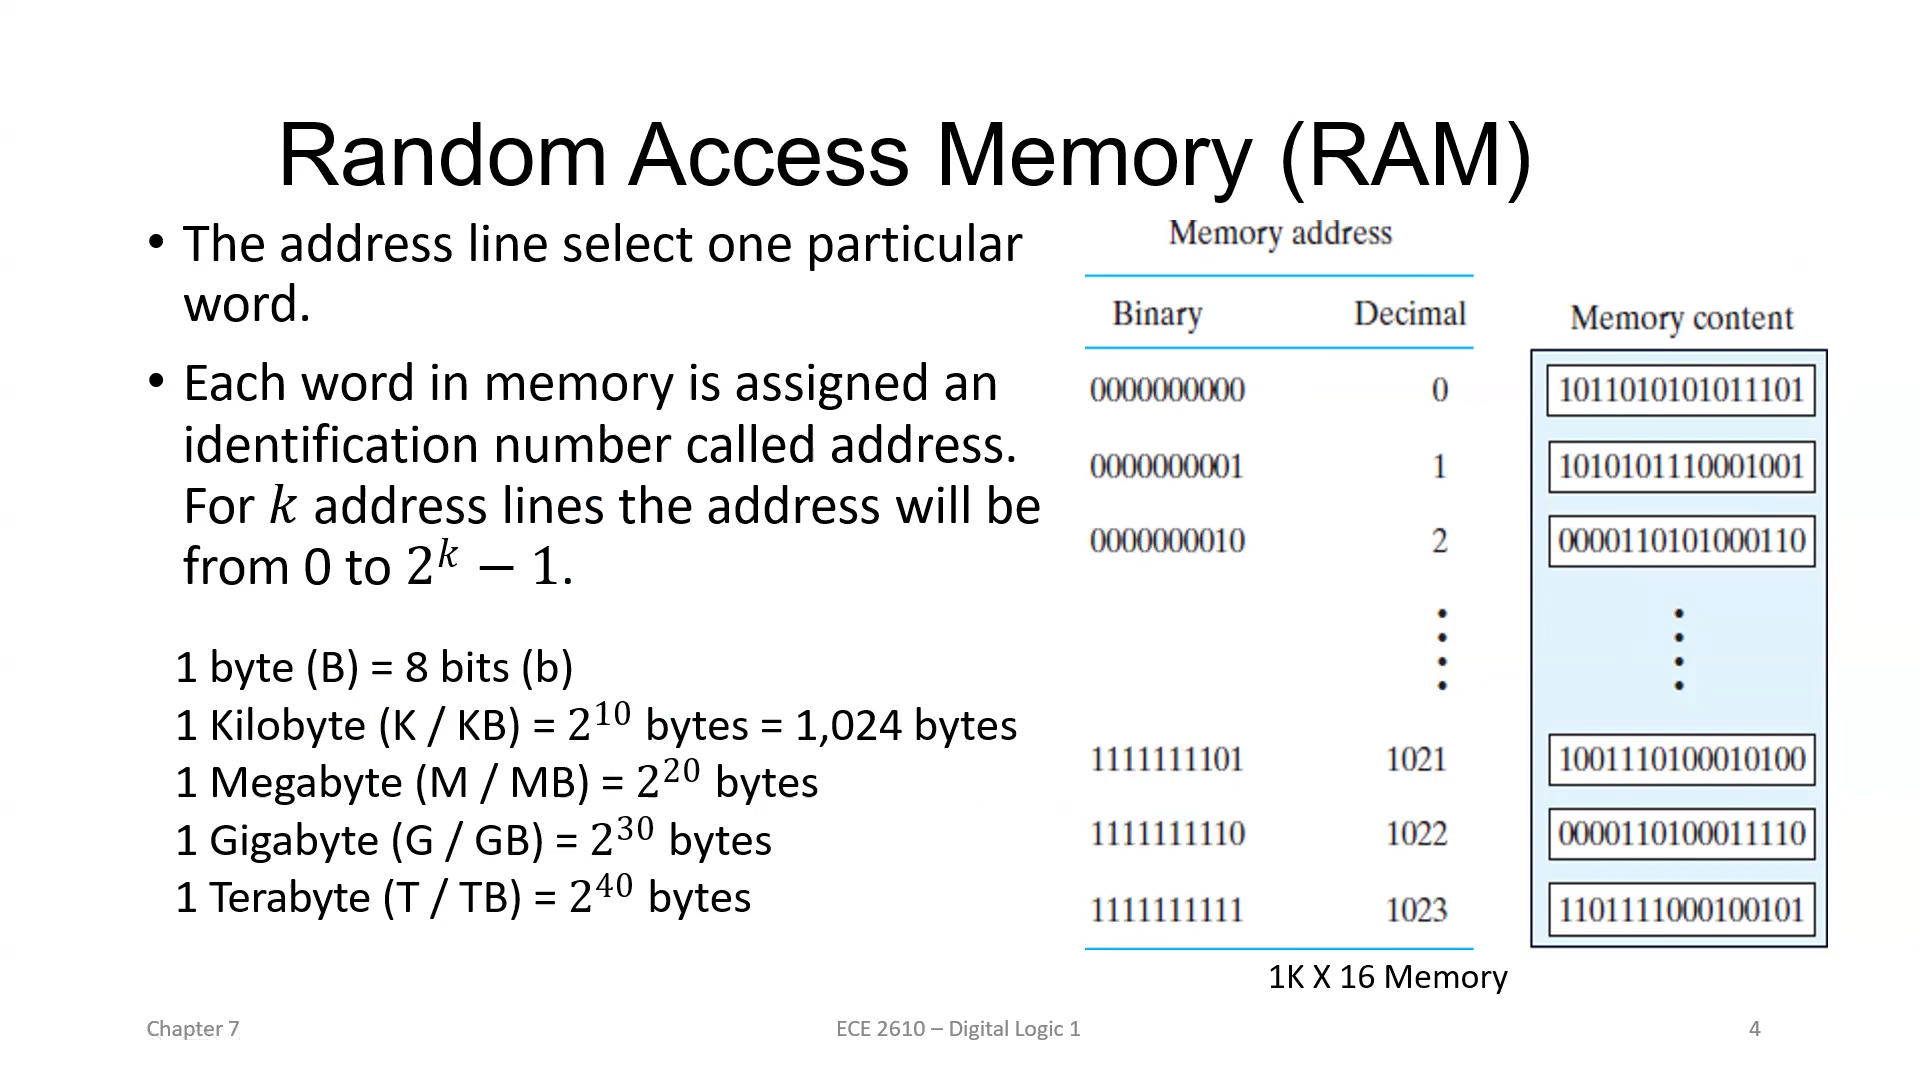 Random Access Memory (RAM)
• The address line select one particular
word.
• Each word in memory is assigned an
identification number called address.
For k address lines the address will be
from 0 to 2^k − 1.
1 byte (B) = 8 bits (b)
1 Kilobyte (K / KB) = 2^10 bytes = 1,024 bytes
1 Megabyte (M / MB) = 2^20 bytes
1 Gigabyte (G / GB) = 2^30 bytes
1 Terabyte (T / TB) = 2^40 bytes
Memory address
Binary Decimal Memory content
0000000000 0 1011010101011101
0000000001 1 1010101110001001
0000000010 2 0000110101000110
1111111101 1021 1001110100010100
1111111110 1022 0000110100011110
1111111111 1023 1101111000100101
1K X 16 Memory
Chapter 7 ECE 2610 – Digital Logic 1 4